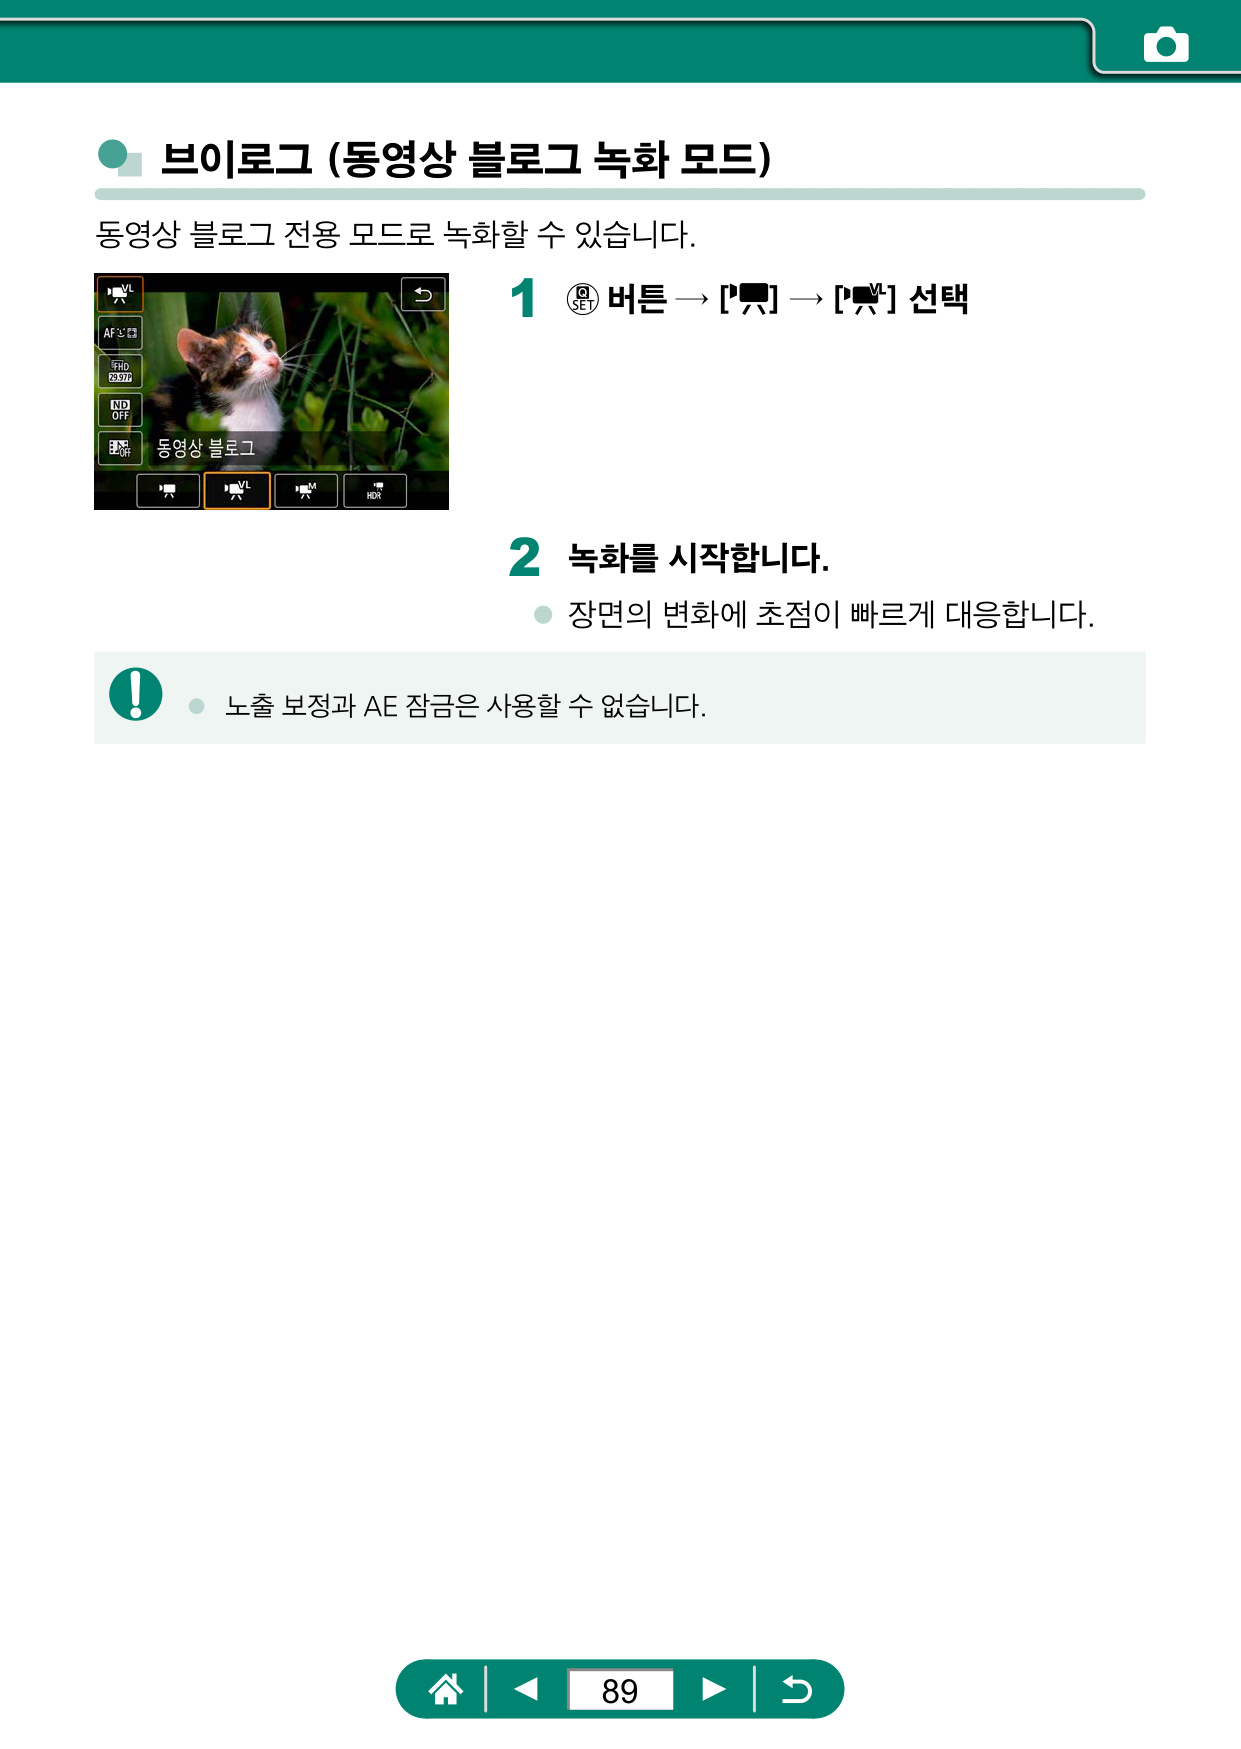 브이로그 (동영상 블로그 녹화 모드)
동영상 블로그 전용 모드로 녹화할 수 있습니다.
VL
AF
FHD
29.97P
ND
OFF
OFF
동영상 블로그
VL
M
HDR
1 Q SET 버튼 → [ ] → [ VL ] 선택
2 녹화를 시작합니다.
● 장면의 변화에 초점이 빠르게 대응합니다.
● 노출 보정과 AE 잠금은 사용할 수 없습니다.
89